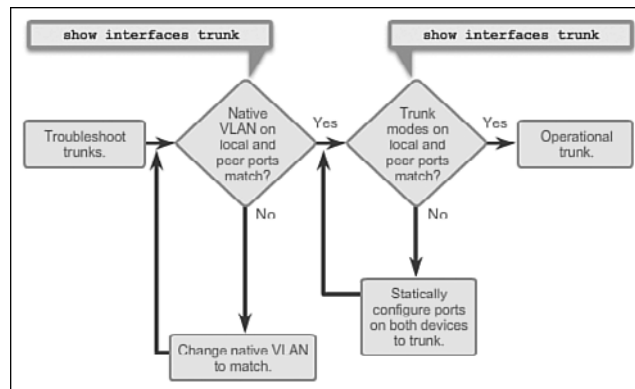 show interfaces trunk
show interfaces trunk
Troubleshoot
trunks.
Native
VLAN on
local and
peer ports
match?
Yes
Trunk
modes on
local and
peer ports
match?
Yes
Operational
trunk.
No
No
Change native VLAN
to match.
Statically
configure ports
on both devices
to trunk.